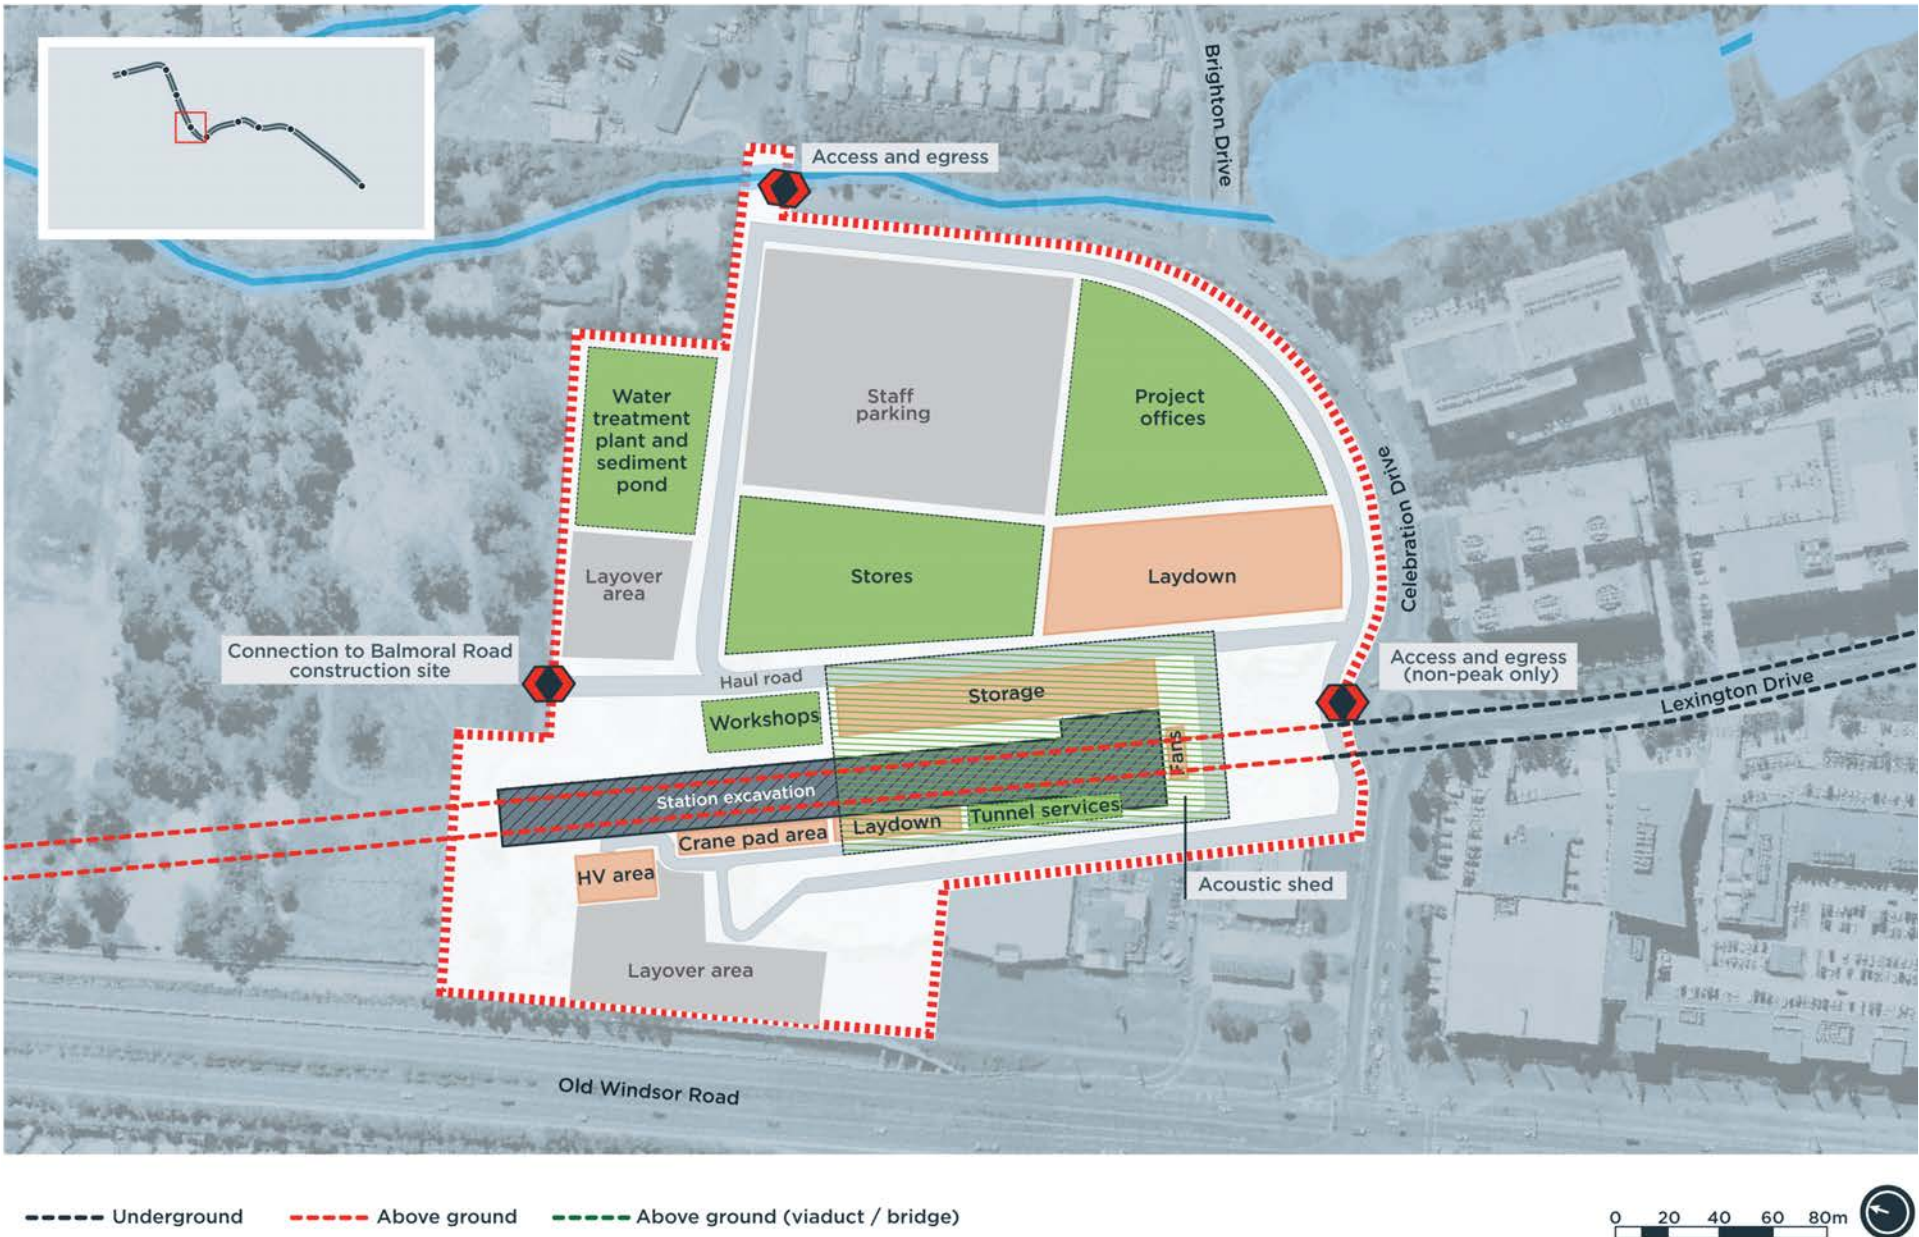 Brighton Drive
Access and egress
Water
treatment
plant and
sediment
pond
Staff
parking
Project
offices
Celebration Drive
Layover
area
Stores
Laydown
Connection to Balmoral Road
construction site
Access and egress
(non-peak only)
Haul road
Storage
Lexington Drive
Workshops
Fans
Station excavation
Tunnel services
Laydown
Crane pad area
HV area
Acoustic shed
Layover area
Old Windsor Road
Underground
Above ground
Above ground (viaduct / bridge)
0 20 40 60 80m